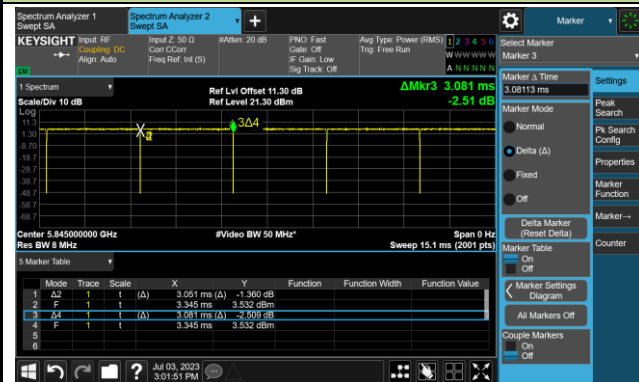 Spectrum Analyzer 1
Swept SA
Spectrum Analyzer 2
Swept SA
Marker
KEYSIGHT
Input: RF
Coupling: DC
Align: Auto
Input Z: 50 Ω
Corr CCorr
Freq Ref: Int (S)
#Atten: 20 dB
PNO: Fast
Gate: Off
IF Gain: Low
Sig Track: Off
Avg Type: Power (RMS)
Trig: Free Run
1 2 3 4 5 6
W W W W W W
A N N N N N
LXI
Select Marker
Marker 3
1 Spectrum
Scale/Div 10 dB
Log
Ref Lvl Offset 11.30 dB
Ref Level 21.30 dBm
ΔMkr3 3.081 ms
-2.51 dB
11.3
1.30
-8.70
-18.7
-28.7
-38.7
-48.7
-58.7
-68.7
3Δ4
Center 5.845000000 GHz
Res BW 8 MHz
#Video BW 50 MHz*
Span 0 Hz
Sweep 15.1 ms (2001 pts)
5 Marker Table
Mode Trace Scale X Y Function Function Width Function Value
1 Δ2 1 t (Δ) 3.051 ms (Δ) -1.360 dB
2 F 1 t 3.345 ms 3.532 dBm
3 Δ4 1 t (Δ) 3.081 ms (Δ) -2.509 dB
4 F 1 t 3.345 ms 3.532 dBm
5
6
Marker Δ Time
3.08113 ms
Marker Mode
Normal
Delta (Δ)
Fixed
Off
Delta Marker
(Reset Delta)
Marker Table
On
Off
Marker Settings
Diagram
All Markers Off
Couple Markers
On
Off
Settings
Peak
Search
Pk Search
Config
Properties
Marker
Function
Marker→
Counter
Jul 03, 2023
3:01:51 PM